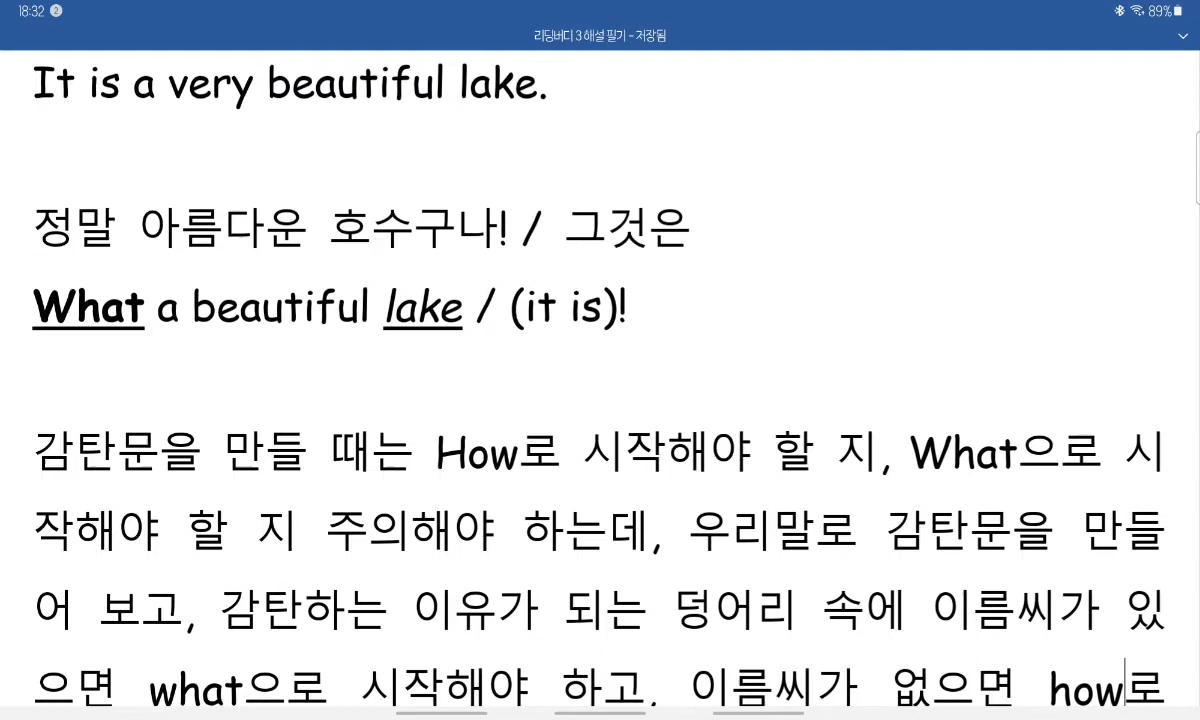 18:32 2
89%
리딩버디 3 해설 필기 - 저장됨
It is a very beautiful lake.
정말 아름다운 호수구나! / 그것은
What a beautiful lake / (it is)!
감탄문을 만들 때는 How로 시작해야 할 지, What으로 시
작해야 할 지 주의해야 하는데, 우리말로 감탄문을 만들
어 보고, 감탄하는 이유가 되는 덩어리 속에 이름씨가 있
으면 what으로 시작해야 하고, 이름씨가 없으면 how로